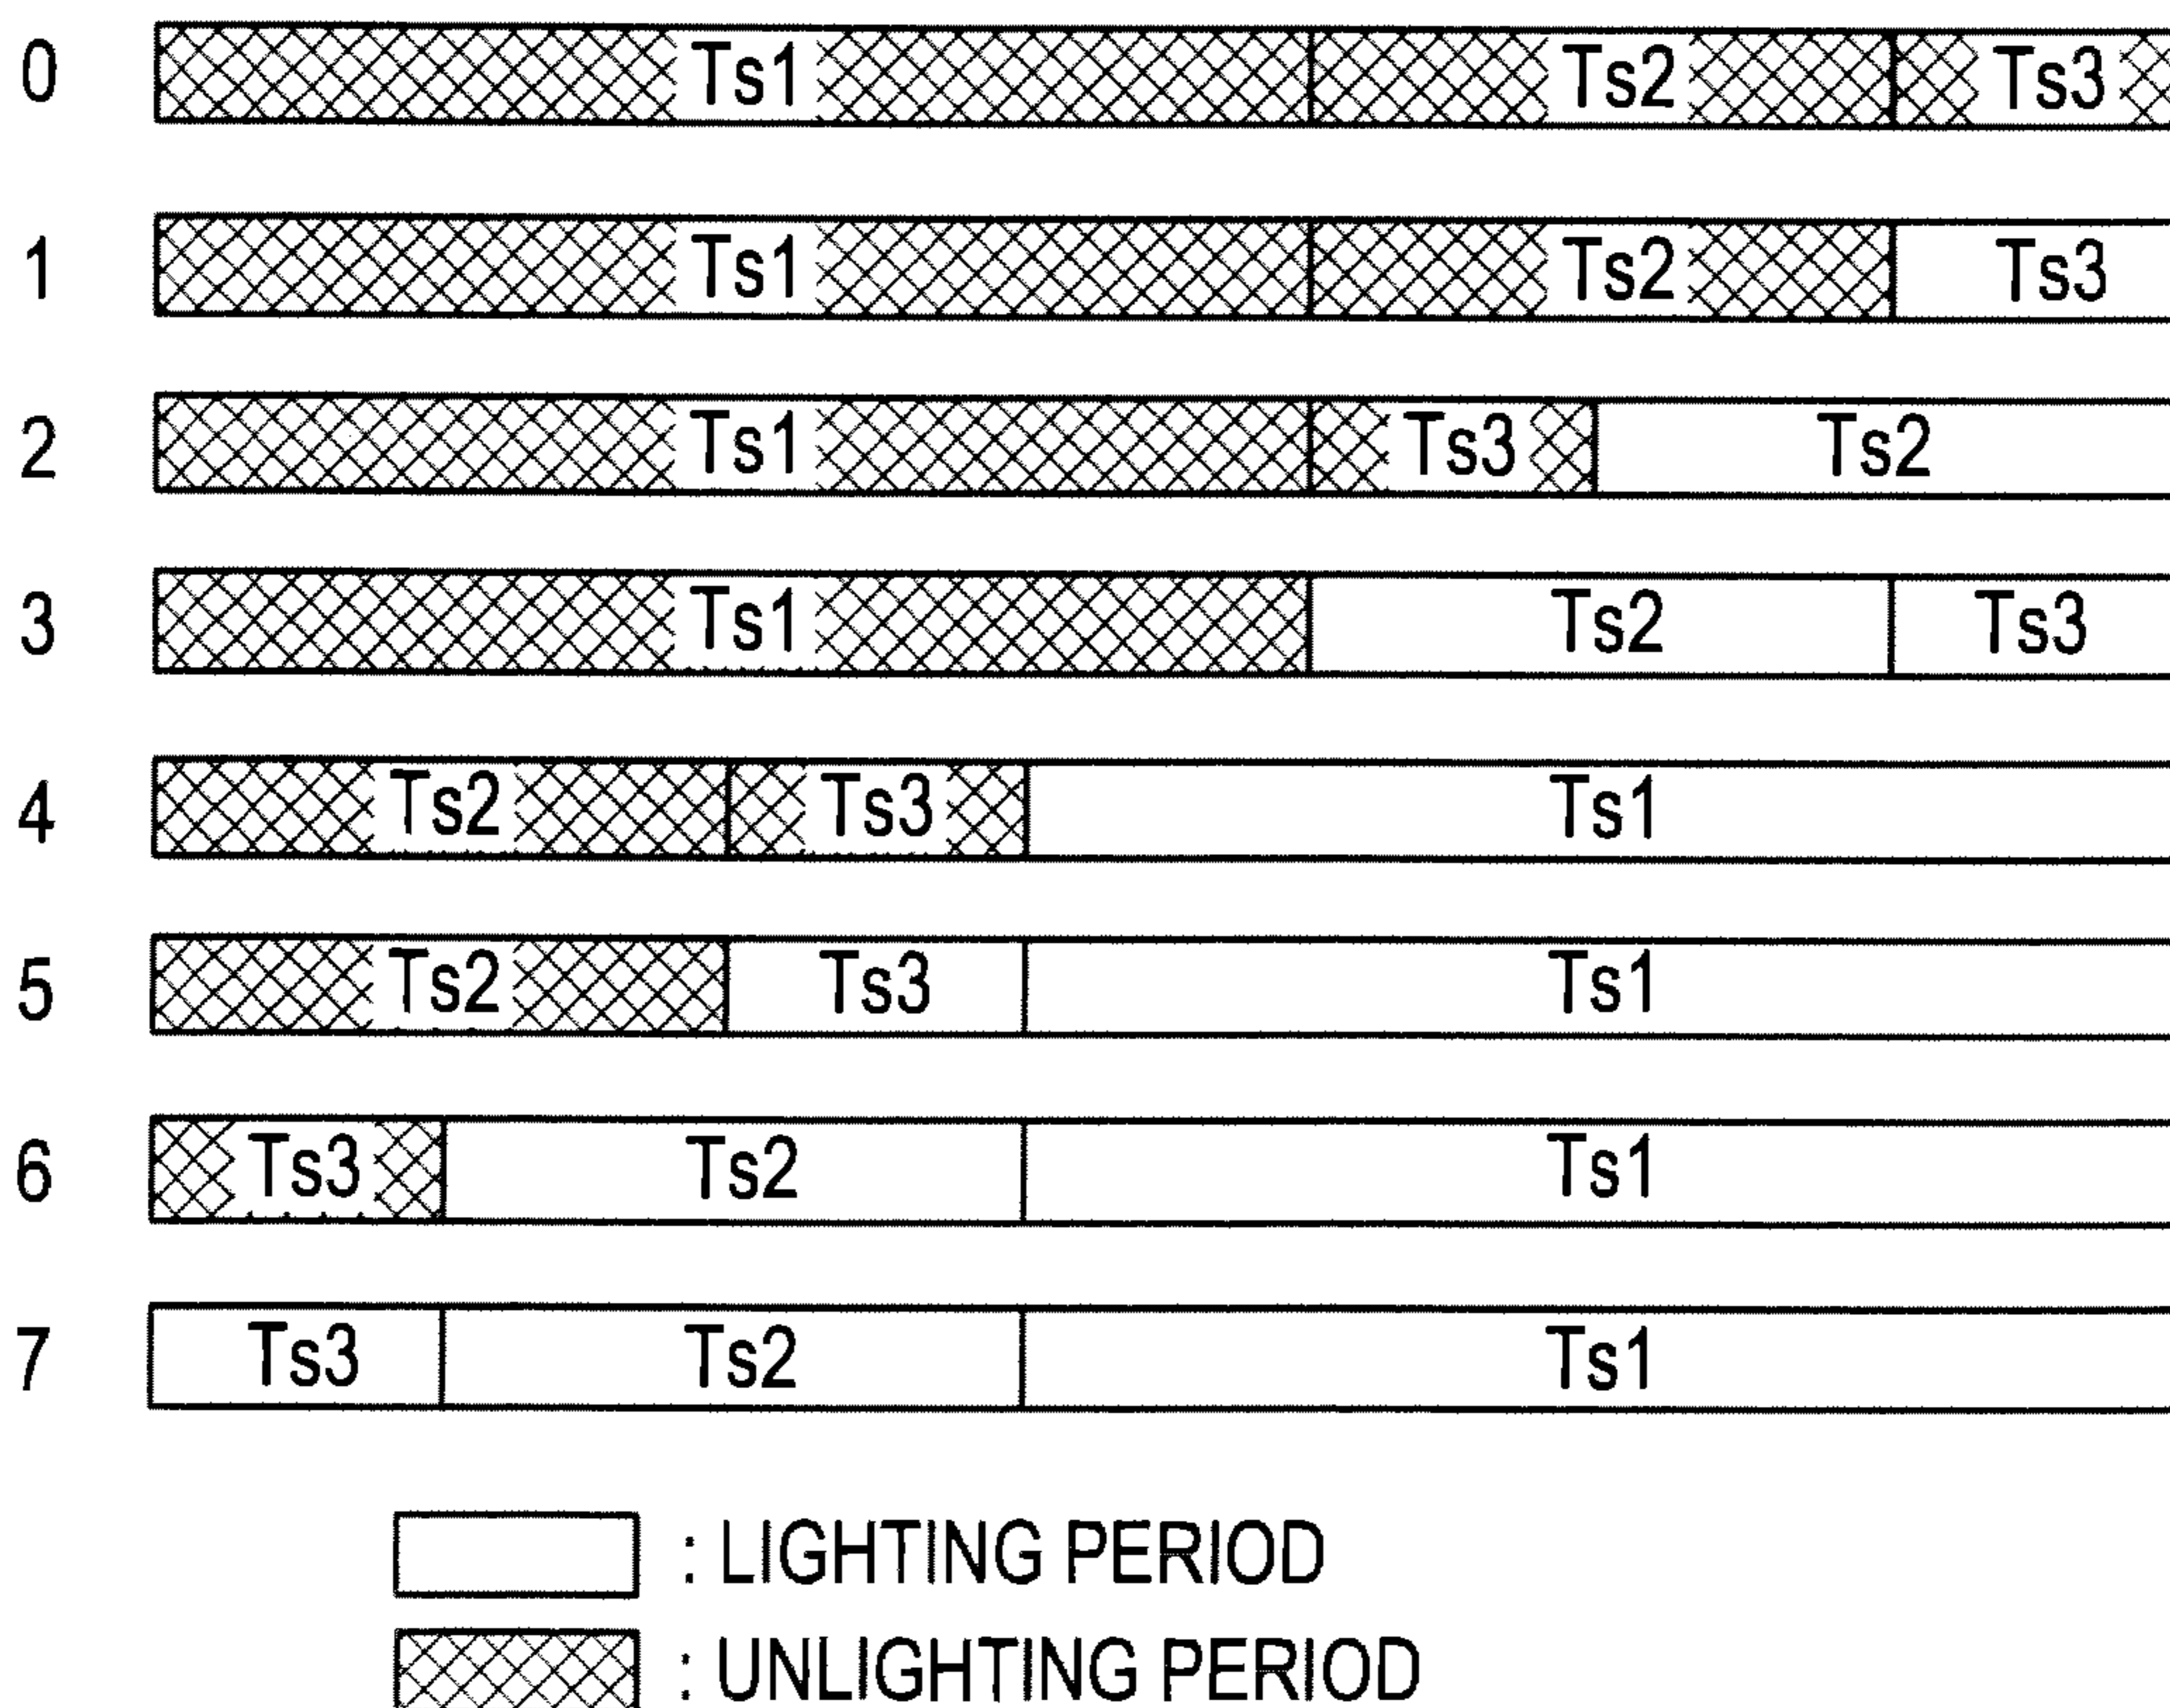 0 Ts1 Ts2 Ts3
1 Ts1 Ts2 Ts3
2 Ts1 Ts3 Ts2
3 Ts1 Ts2 Ts3
4 Ts2 Ts3 Ts1
5 Ts2 Ts3 Ts1
6 Ts3 Ts2 Ts1
7 Ts3 Ts2 Ts1
: LIGHTING PERIOD
: UNLIGHTING PERIOD